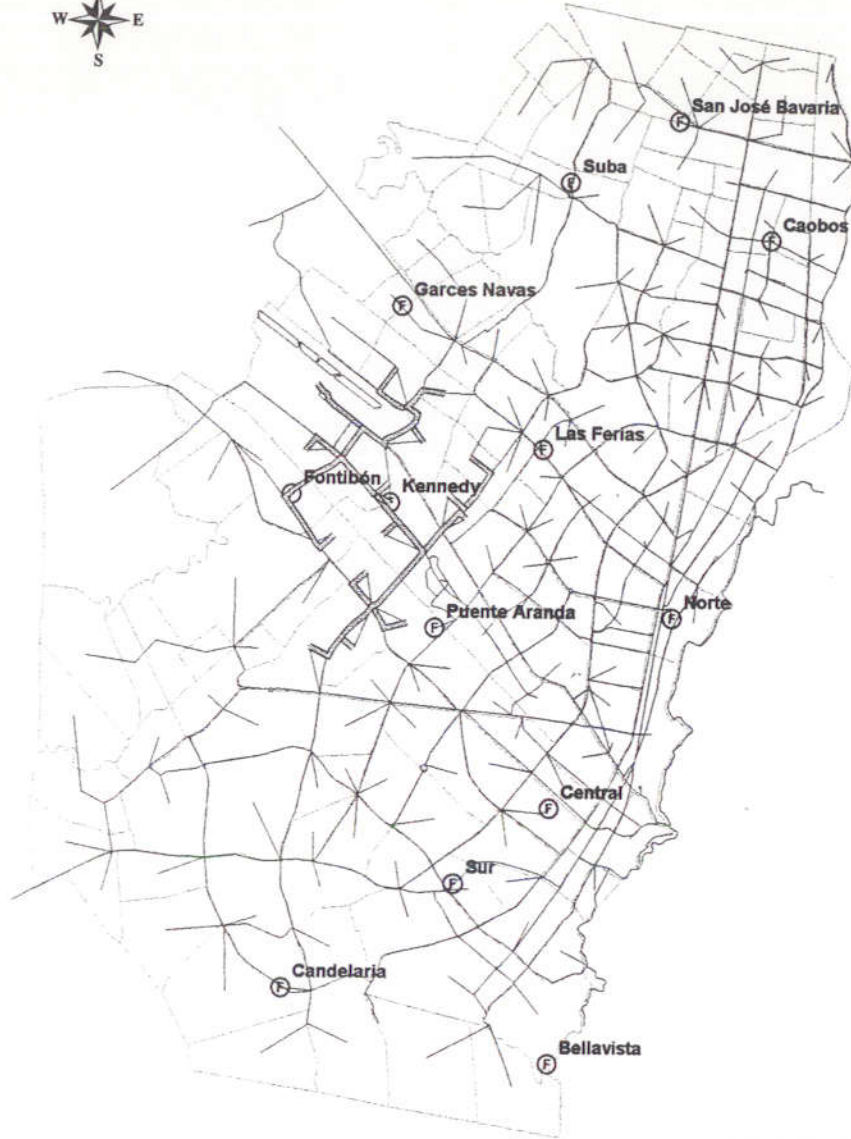 W E
S
San José Bavaria
F
Suba
F
Caobos
F
Garces Navas
F
Las Ferias
F
Fontibón
Kennedy
Norte
F
Puente Aranda
F
Central
F
Sur
F
Candelaria
F
Bellavista
F